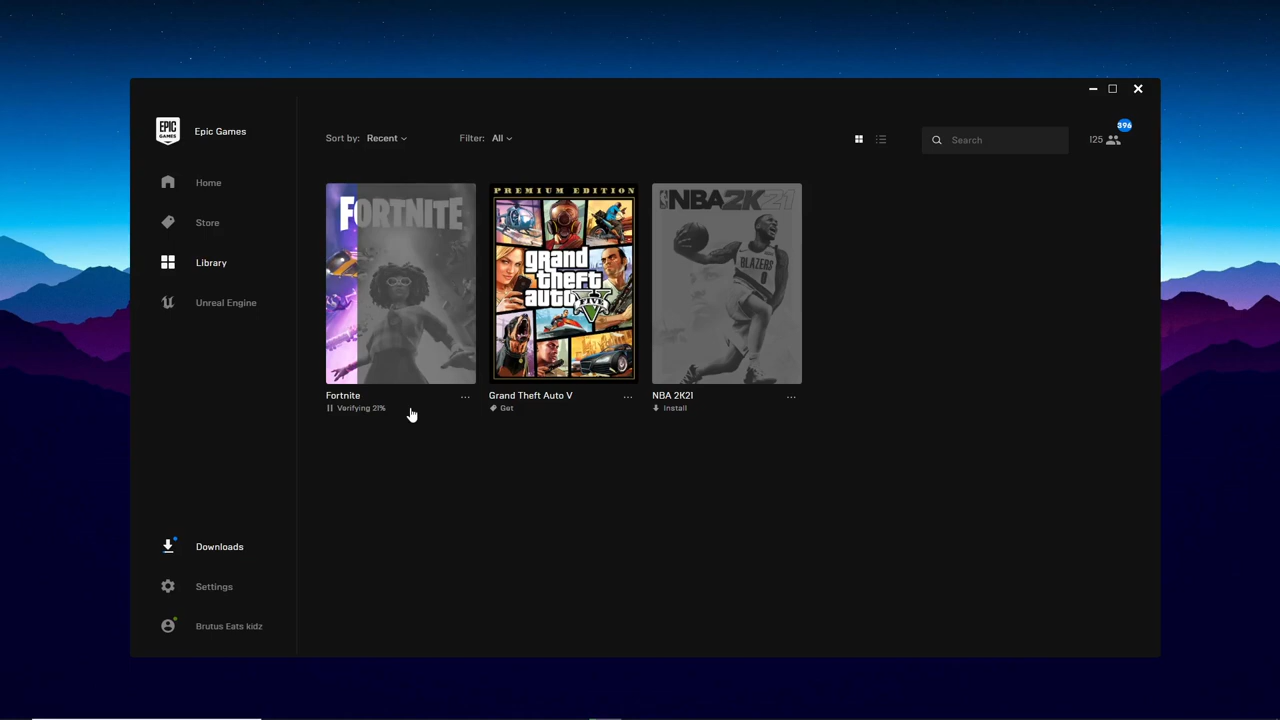 EPIC GAMES
Epic Games
Home
Store
Library
Unreal Engine
Downloads
Settings
Brutus Eats kidz
Sort by: Recent
Filter: All
Search
396
125
FORTNITE
Fortnite
...
Verifying 21%
PREMIUM EDITION
grand
theft
auto
V
FIVE
Grand Theft Auto V
...
Get
NBA2K21
BLAZERS
0
NBA 2K21
...
Install